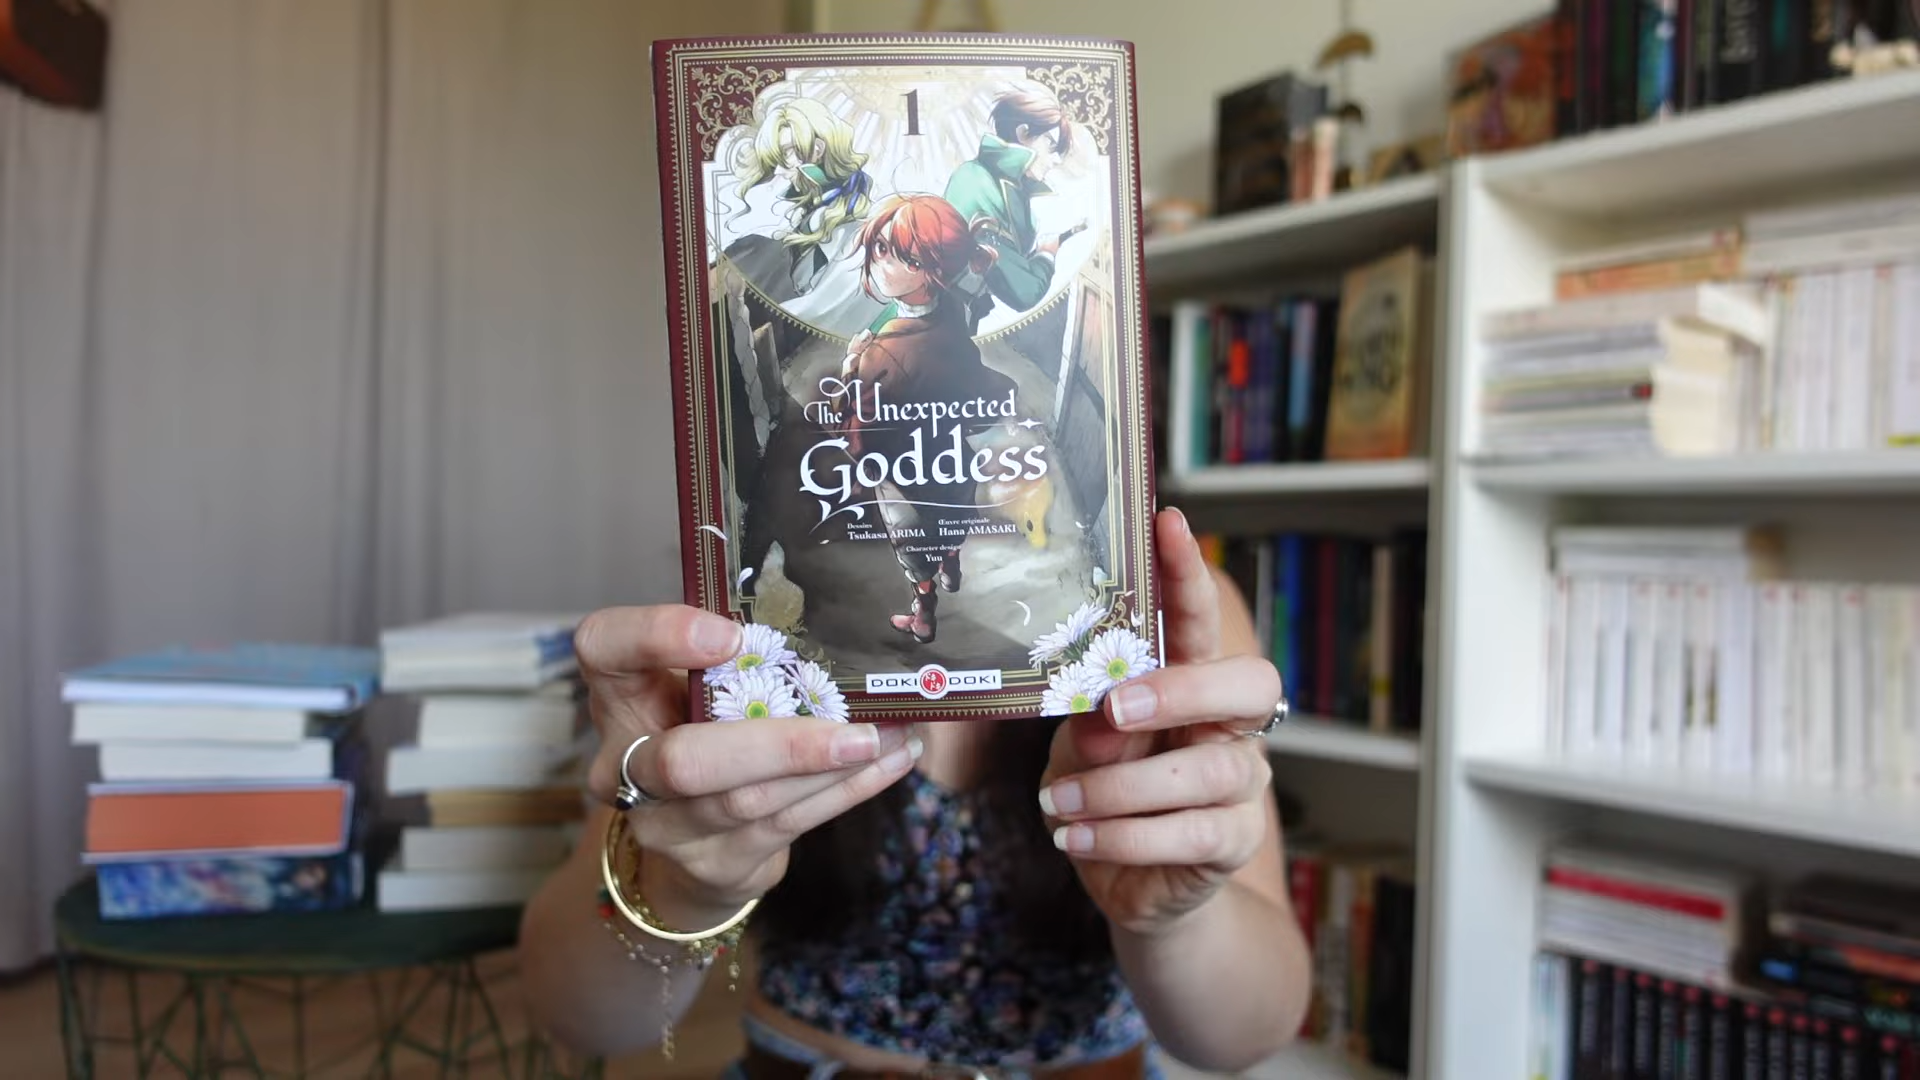 1
The Unexpected
Goddess
Dessins
Tsukasa ARIMA
Œuvre originale
Hana AMASAKI
Character design
Yuu
DOKI DOKI